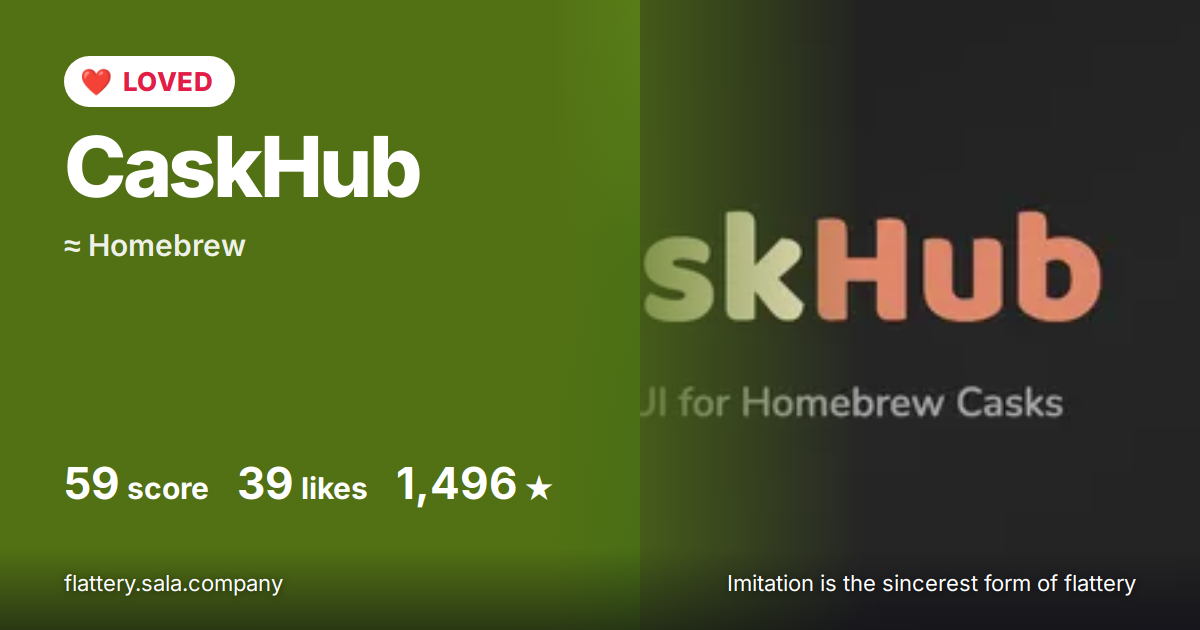 ❤️ LOVED
CaskHub
≈ Homebrew
skHub
UI for Homebrew Casks
59 score 39 likes 1,496 ★
flattery.sala.company
Imitation is the sincerest form of flattery